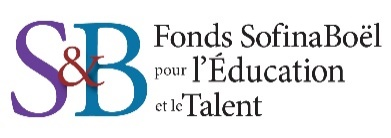 S&B
Fonds SofinaBoël
pour l'Éducation
et le Talent